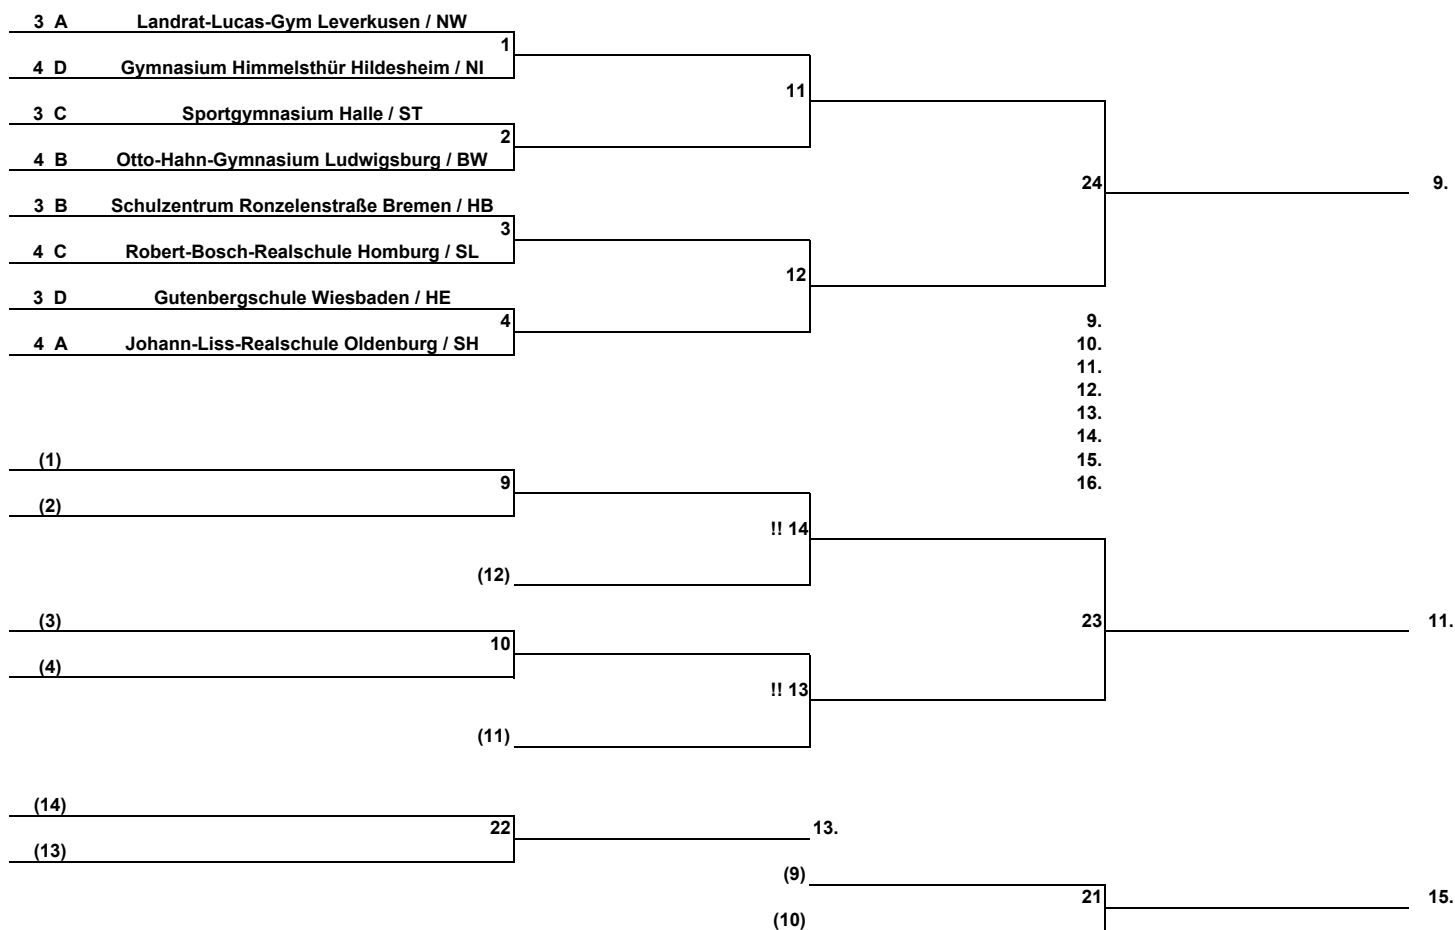 3 A Landrat-Lucas-Gym Leverkusen / NW
1
4 D Gymnasium Himmelsthür Hildesheim / NI
11
3 C Sportgymnasium Halle / ST
2
4 B Otto-Hahn-Gymnasium Ludwigsburg / BW
24 9.
3 B Schulzentrum Ronzelenstraße Bremen / HB
3
4 C Robert-Bosch-Realschule Homburg / SL
12
3 D Gutenbergschule Wiesbaden / HE
4 9.
4 A Johann-Liss-Realschule Oldenburg / SH 10.
11.
12.
13.
14.
(1) 15.
9 16.
(2)
!! 14
(12)
(3) 23 11.
10
(4)
!! 13
(11)
(14)
22 13.
(13)
(9)
21 15.
(10)